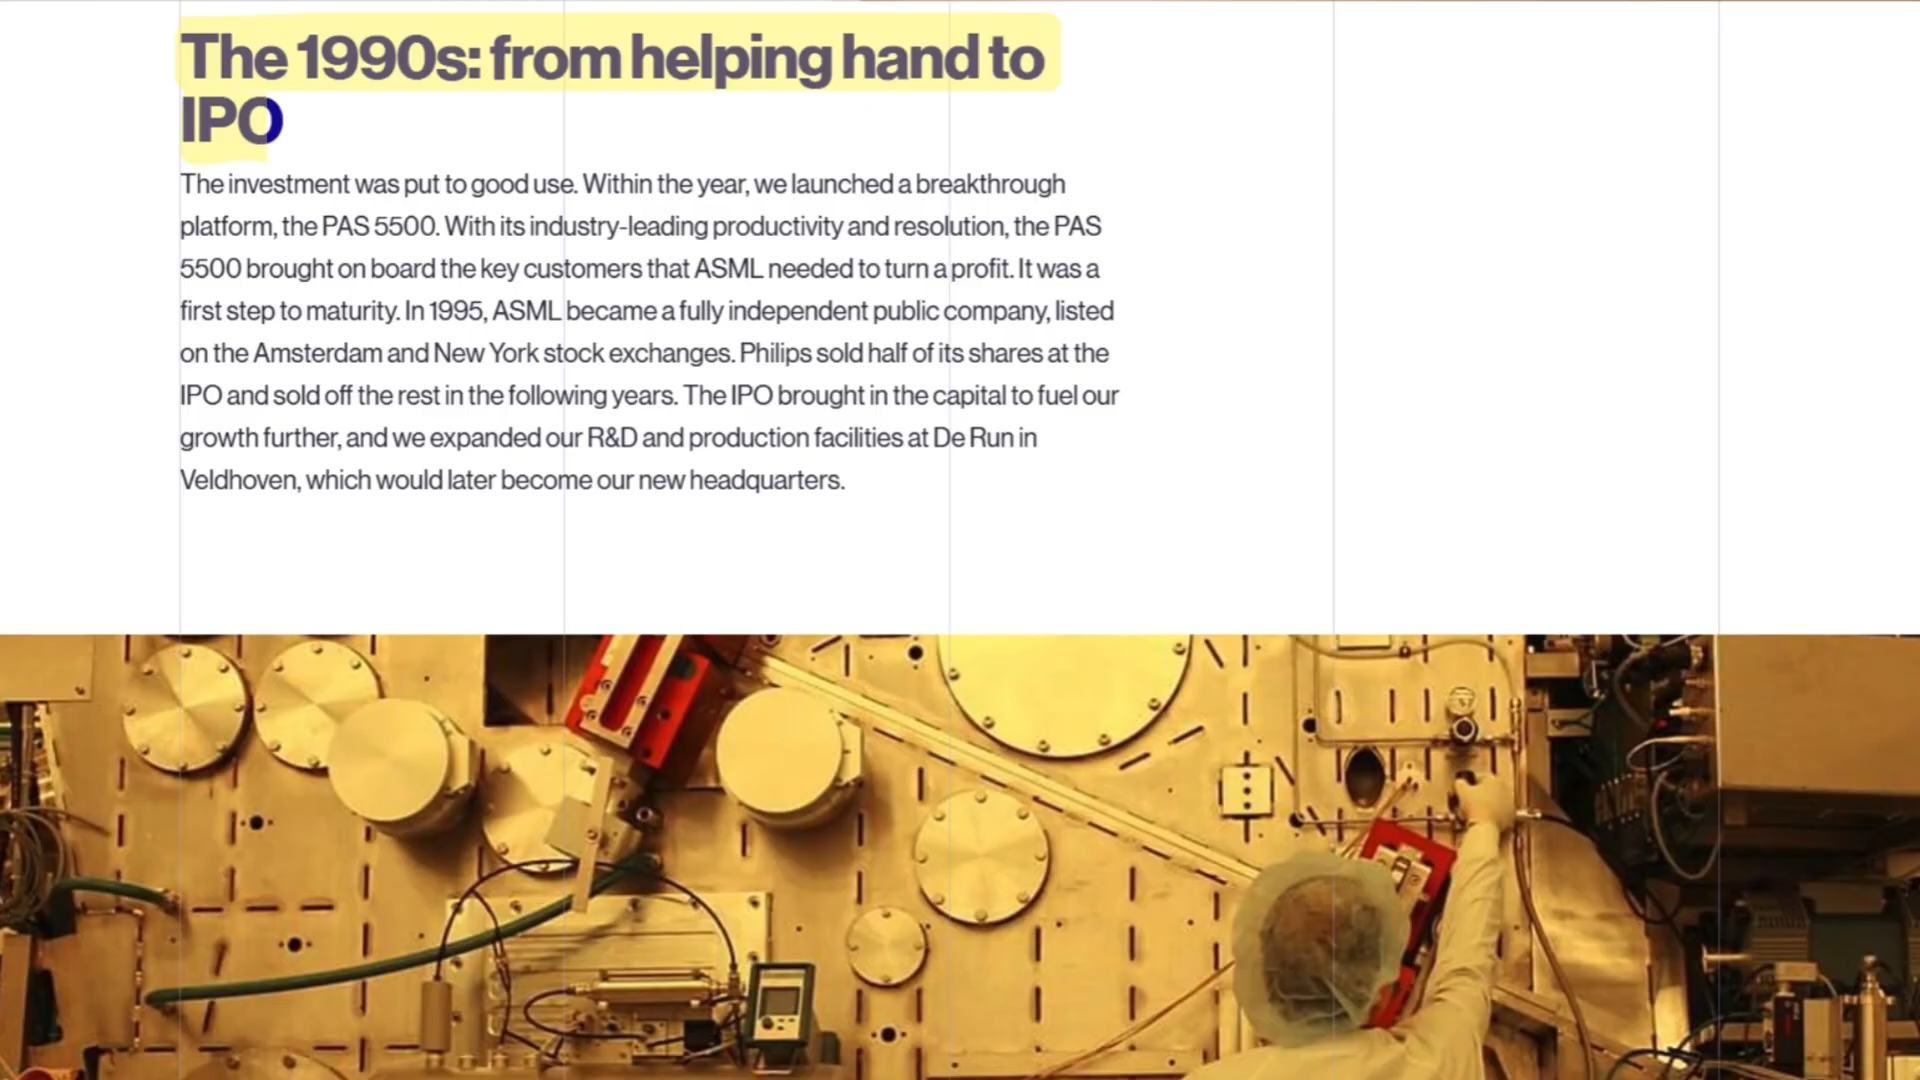 The 1990s: from helping hand to
IPO
The investment was put to good use. Within the year, we launched a breakthrough
platform, the PAS 5500. With its industry-leading productivity and resolution, the PAS
5500 brought on board the key customers that ASML needed to turn a profit. It was a
first step to maturity. In 1995, ASML became a fully independent public company, listed
on the Amsterdam and New York stock exchanges. Philips sold half of its shares at the
IPO and sold off the rest in the following years. The IPO brought in the capital to fuel our
growth further, and we expanded our R&D and production facilities at De Run in
Veldhoven, which would later become our new headquarters.